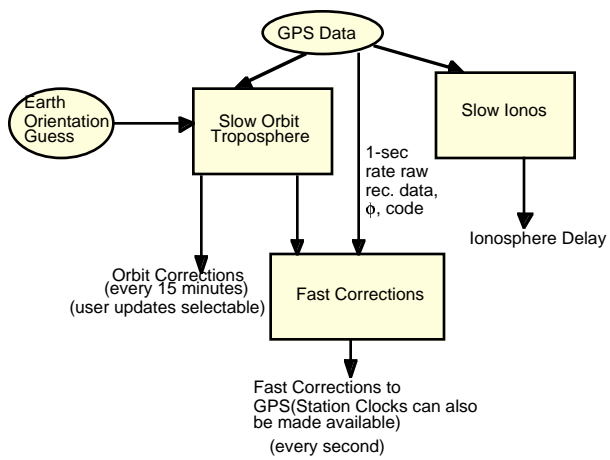 GPS Data
Earth
Orientation
Guess
Slow Orbit
Troposphere
Slow Ionos
1-sec
rate raw
rec. data,
ϕ, code
Ionosphere Delay
Orbit Corrections
(every 15 minutes)
(user updates selectable)
Fast Corrections
Fast Corrections to
GPS(Station Clocks can also
be made available)
(every second)